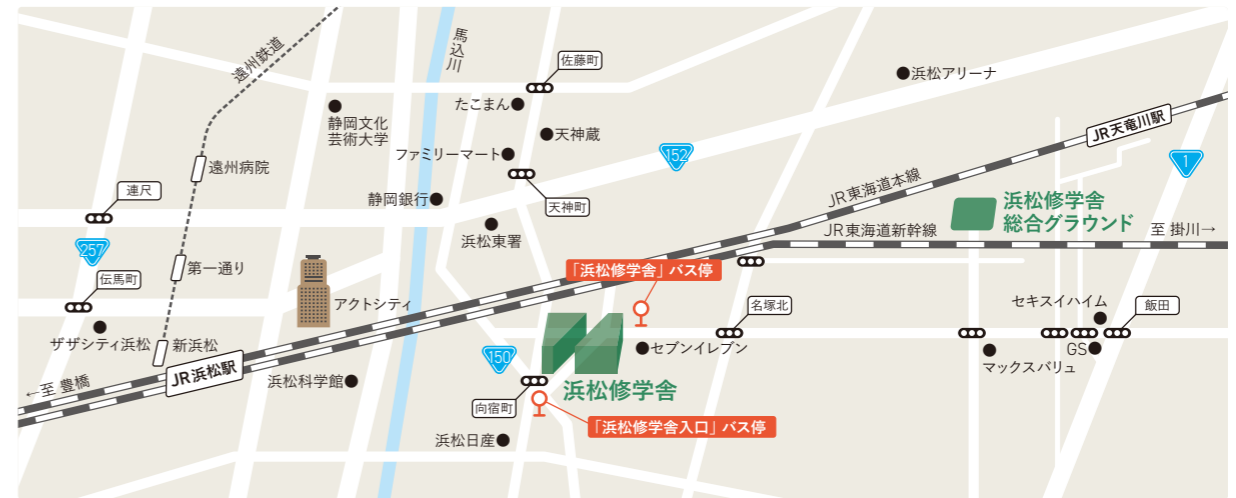 遠州鉄道
馬込川
佐藤町
浜松アリーナ
たこまん
静岡文化
芸術大学
天神蔵
JR天竜川駅
ファミリーマート
152
1
遠州病院
連尺
天神町
静岡銀行
JR東海道本線
浜松修学舎
総合グラウンド
浜松東署
JR東海道新幹線
至 掛川→
257
第一通り
「浜松修学舎」バス停
伝馬町
アクトシティ
名塚北
セキスイハイム
飯田
ザザシティ浜松
新浜松
150
セブンイレブン
GS
マックスバリュ
←至 豊橋
JR浜松駅
浜松科学館
浜松修学舎
向宿町
「浜松修学舎入口」バス停
浜松日産